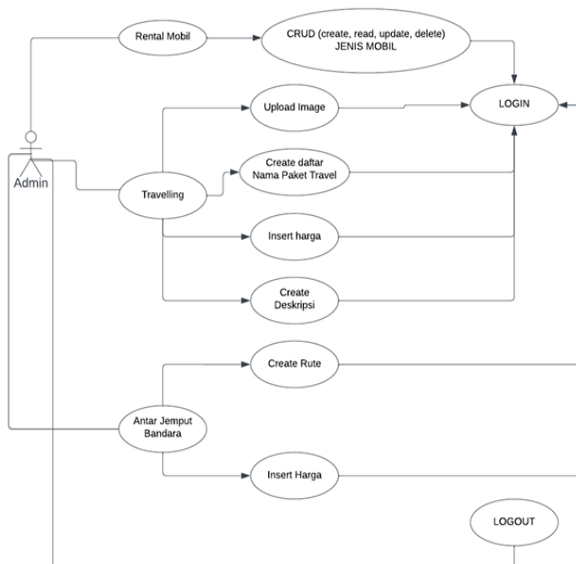 Rental Mobil
CRUD (create, read, update, delete)
JENIS MOBIL
Upload Image
LOGIN
Admin
Create daftar
Nama Paket Travel
Travelling
Insert harga
Create
Deskripsi
Create Rute
Antar Jemput
Bandara
Insert Harga
LOGOUT